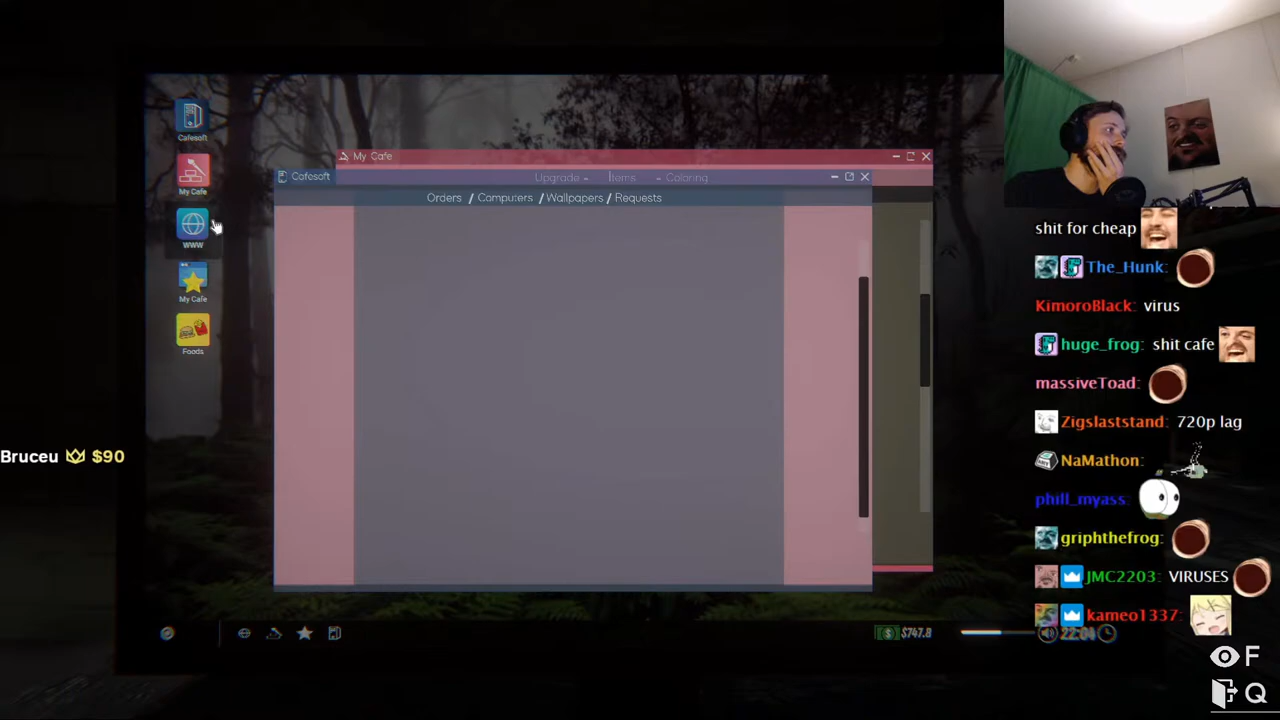 Cafesoft
My Cafe
WWW
My Cafe
Foods
My Cafe
Cafesoft
Upgrade - Items - Coloring
Orders / Computers / Wallpapers / Requests
Bruceu $90
$747.8
22:00
shit for cheap
The_Hunk:
KimoroBlack: virus
huge_frog: shit cafe
massiveToad:
Zigslaststand: 720p lag
NaMathon:
phill_myass:
griphthefrog:
JMC2203: VIRUSES
kameo1337:
F
Q